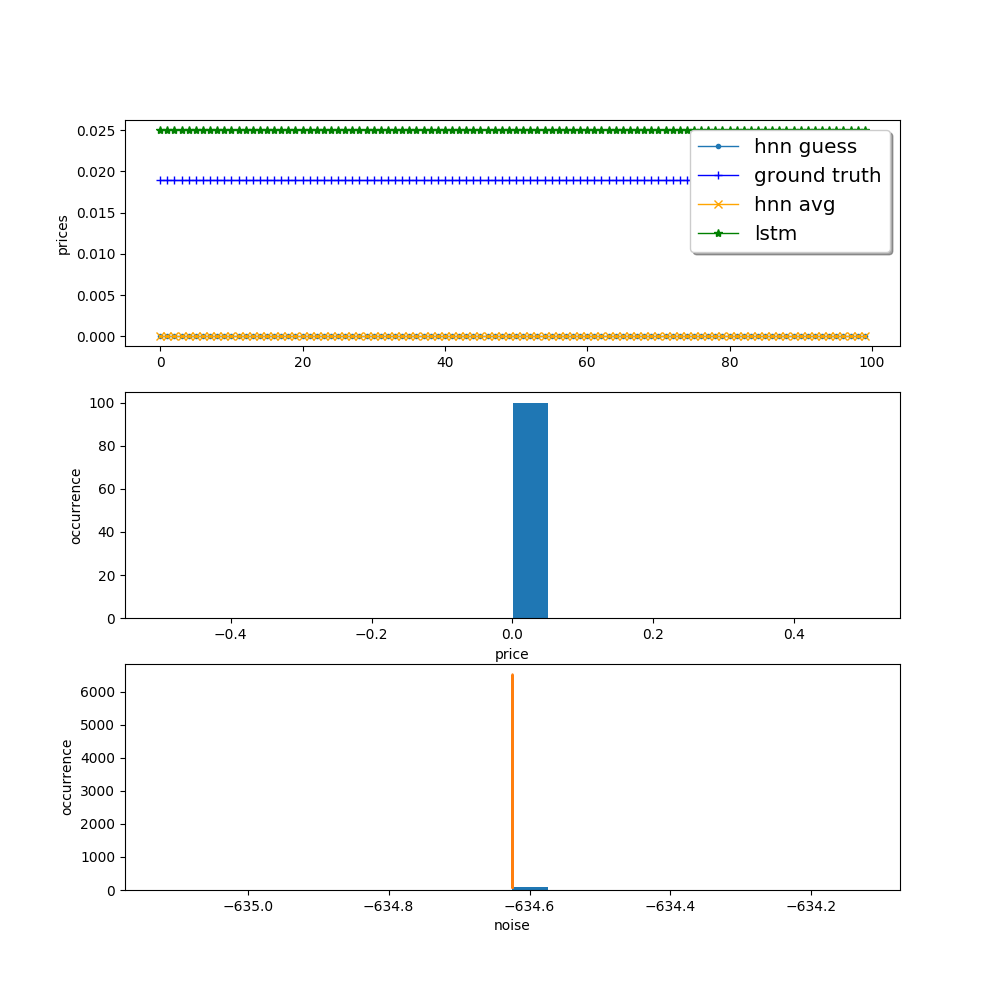 0.025
0.020
0.015
0.010
0.005
0.000
prices
hnn guess
ground truth
hnn avg
lstm
0 20 40 60 80 100
100
80
60
40
20
0
occurrence
−0.4 −0.2 0.0 0.2 0.4
price
6000
5000
4000
3000
2000
1000
0
occurrence
−635.0 −634.8 −634.6 −634.4 −634.2
noise